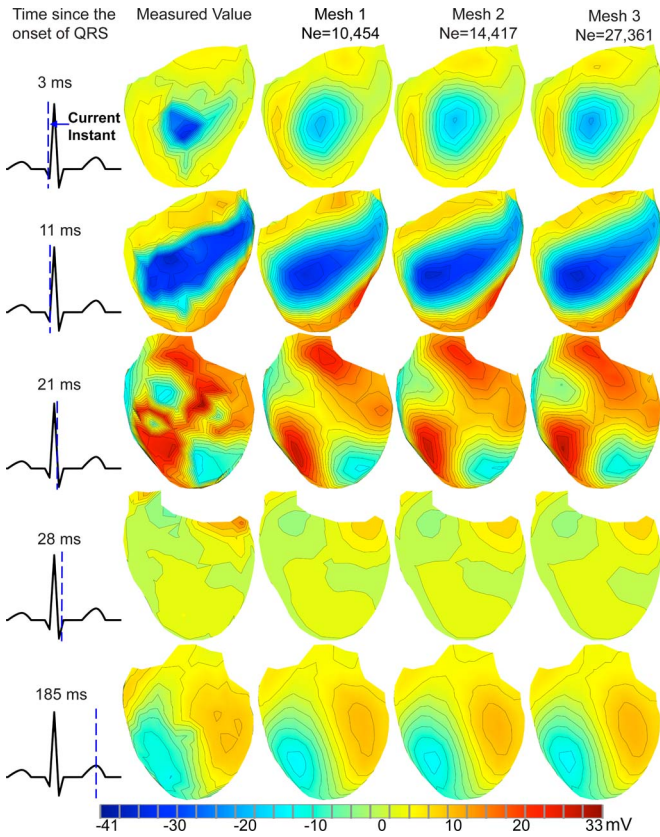 Time since the onset of QRS
Measured Value
Mesh 1
Ne=10,454
Mesh 2
Ne=14,417
Mesh 3
Ne=27,361
3 ms
Current Instant
11 ms
21 ms
28 ms
185 ms
-41 -30 -20 -10 0 10 20 33 mV